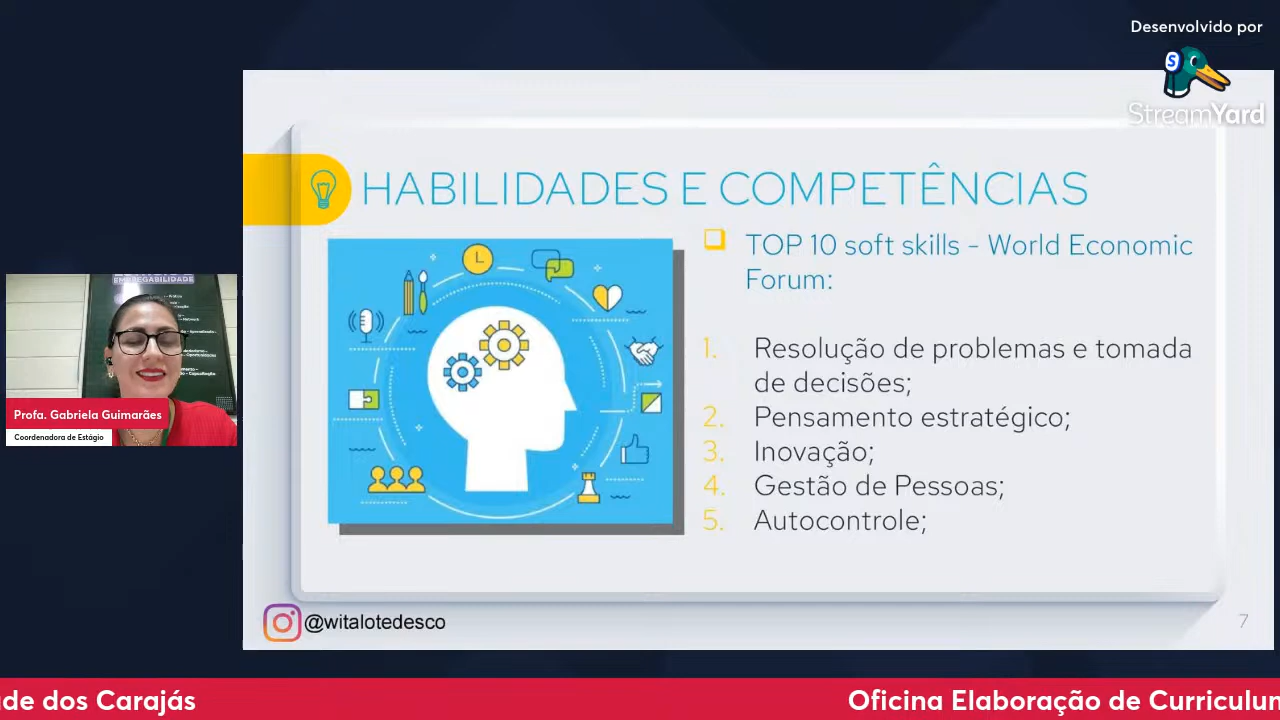 Desenvolvido por
StreamYard
HABILIDADES E COMPETÊNCIAS
TOP 10 soft skills - World Economic
Forum:
1. Resolução de problemas e tomada
de decisões;
2. Pensamento estratégico;
3. Inovação;
4. Gestão de Pessoas;
5. Autocontrole;
EMPREGABILIDADE
Profa. Gabriela Guimarães
Coordenadora de Estágio
@witalotedesco
7
ade dos Carajás
Oficina Elaboração de Curriculum